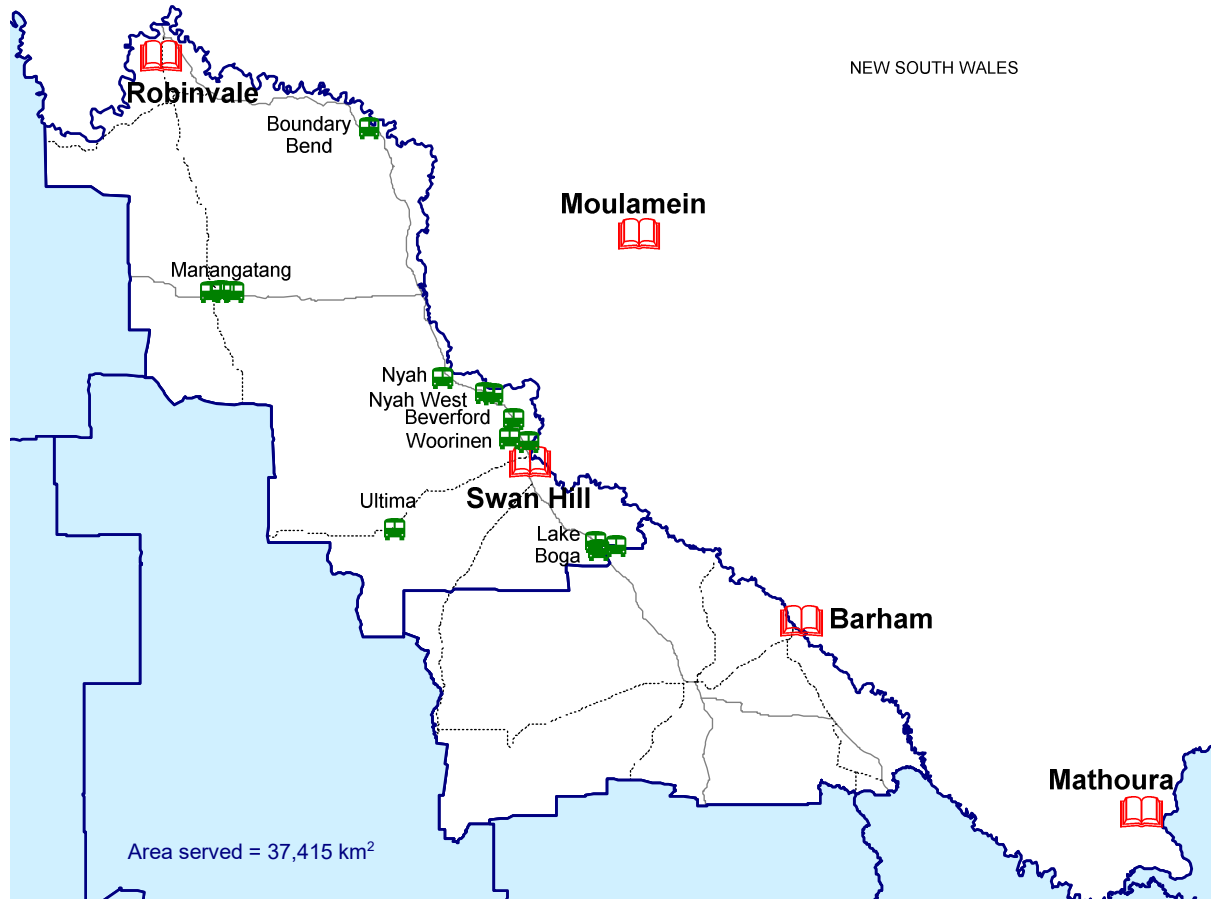 NEW SOUTH WALES
Robinvale
Boundary
Bend
Moulamein
Manangatang
Nyah
Nyah West
Beverford
Woorinen
Swan Hill
Ultima
Lake
Boga
Barham
Mathoura
Area served = 37,415 km²